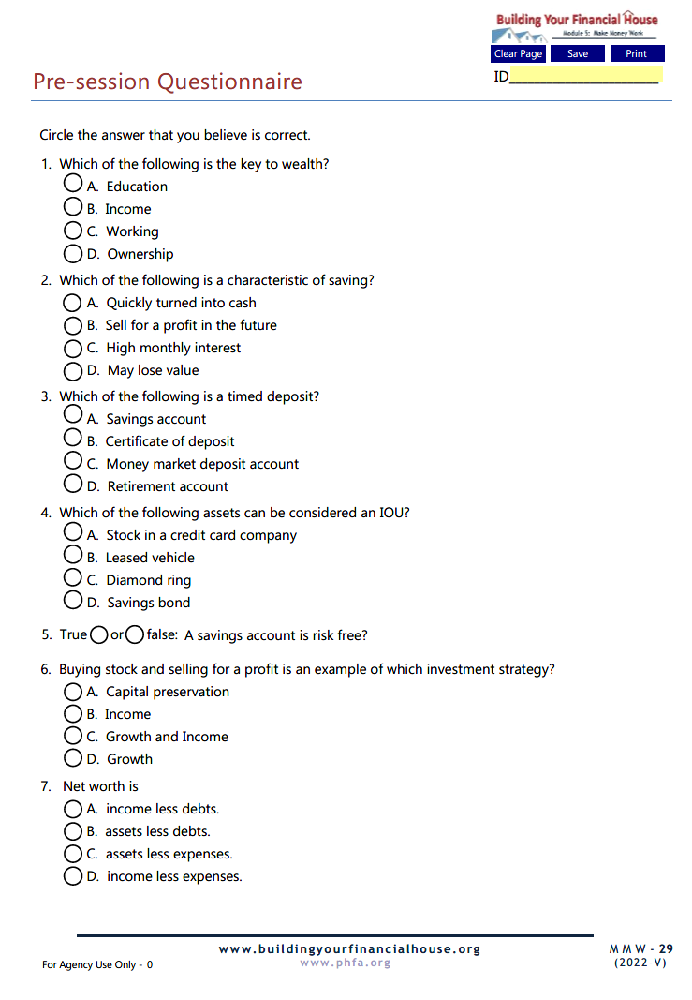 Building Your Financial House
Module 5: Make Money Work
Clear Page Save Print
Pre-session Questionnaire
ID
Circle the answer that you believe is correct.
1. Which of the following is the key to wealth?
A. Education
B. Income
C. Working
D. Ownership
2. Which of the following is a characteristic of saving?
A. Quickly turned into cash
B. Sell for a profit in the future
C. High monthly interest
D. May lose value
3. Which of the following is a timed deposit?
A. Savings account
B. Certificate of deposit
C. Money market deposit account
D. Retirement account
4. Which of the following assets can be considered an IOU?
A. Stock in a credit card company
B. Leased vehicle
C. Diamond ring
D. Savings bond
5. True or false: A savings account is risk free?
6. Buying stock and selling for a profit is an example of which investment strategy?
A. Capital preservation
B. Income
C. Growth and Income
D. Growth
7. Net worth is
A. income less debts.
B. assets less debts.
C. assets less expenses.
D. income less expenses.
www.buildingyourfinancialhouse.org
www.phfa.org
MMW - 29
(2022-V)
For Agency Use Only - 0